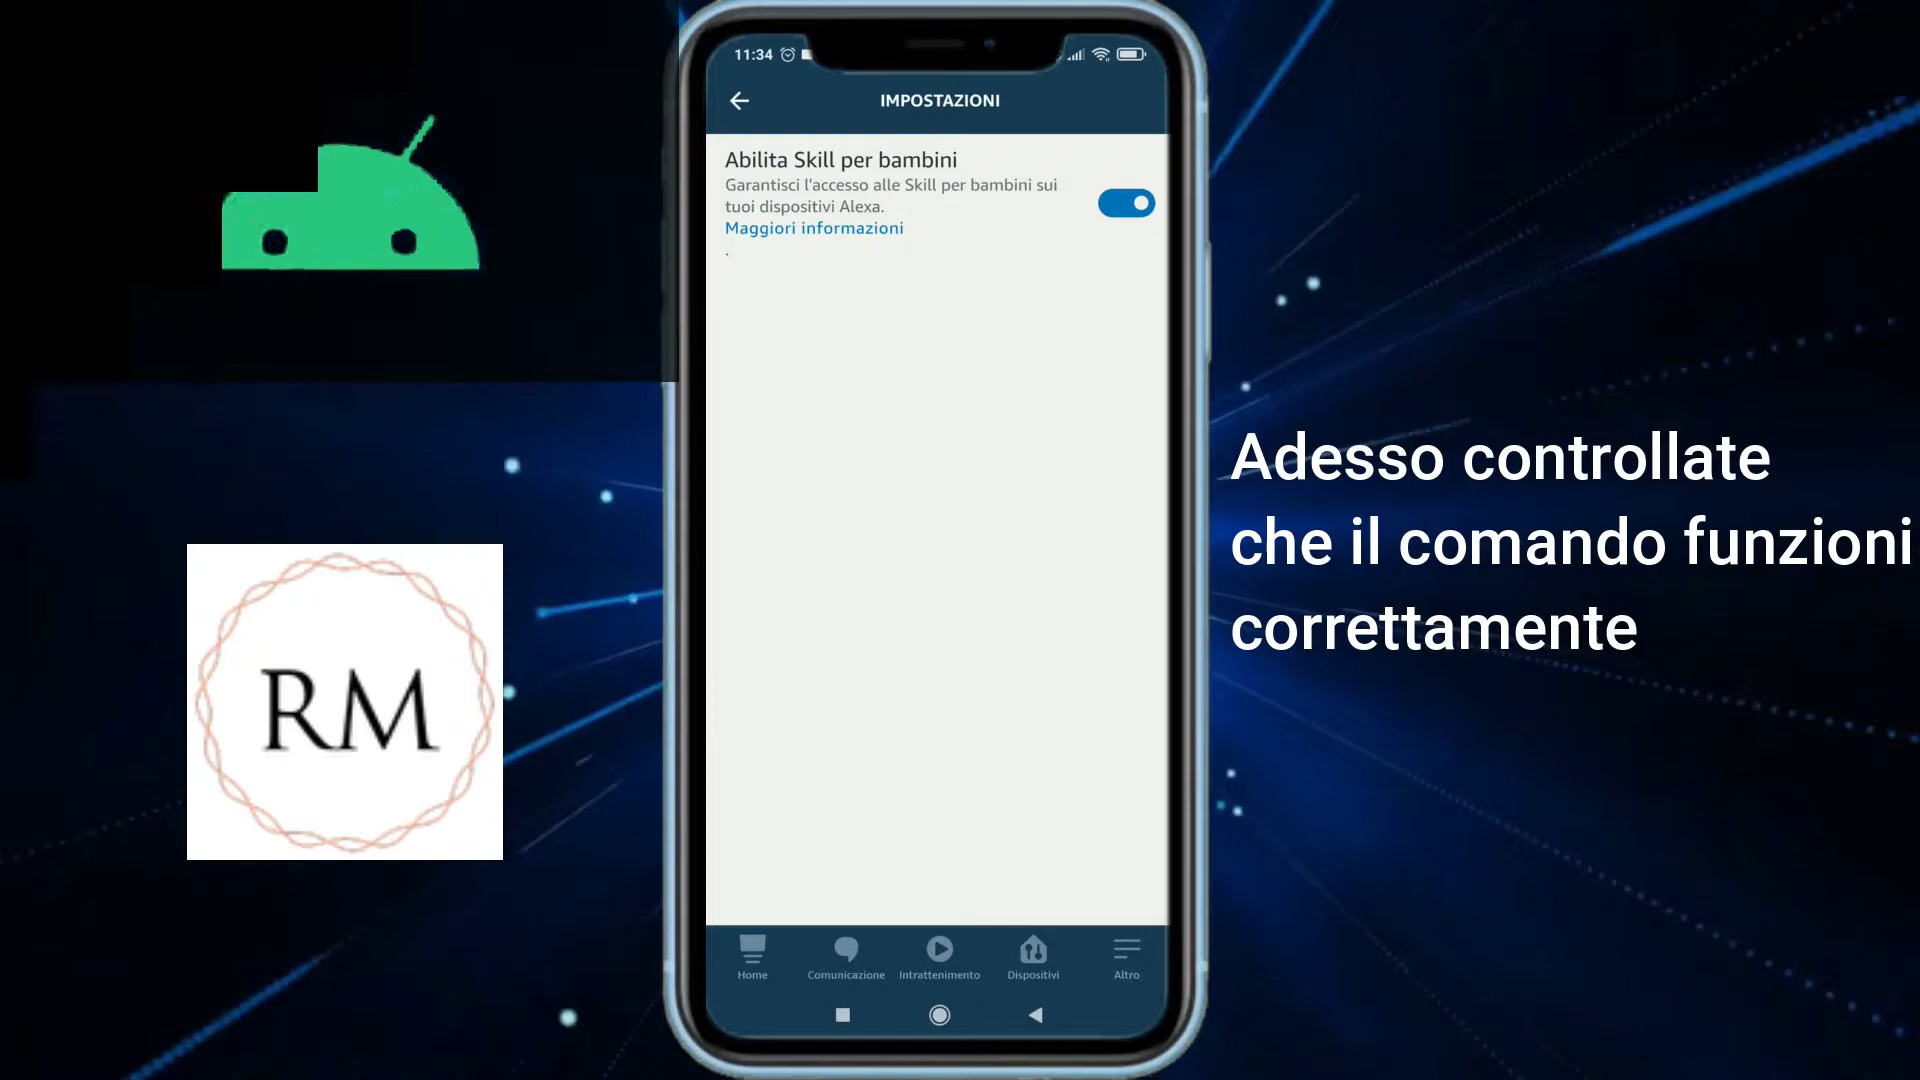 11:34
IMPOSTAZIONI
Abilita Skill per bambini
Garantisci l'accesso alle Skill per bambini sui
tuoi dispositivi Alexa.
Maggiori informazioni
.
Home
Comunicazione
Intrattenimento
Dispositivi
Altro
RM
Adesso controllate
che il comando funzioni
correttamente